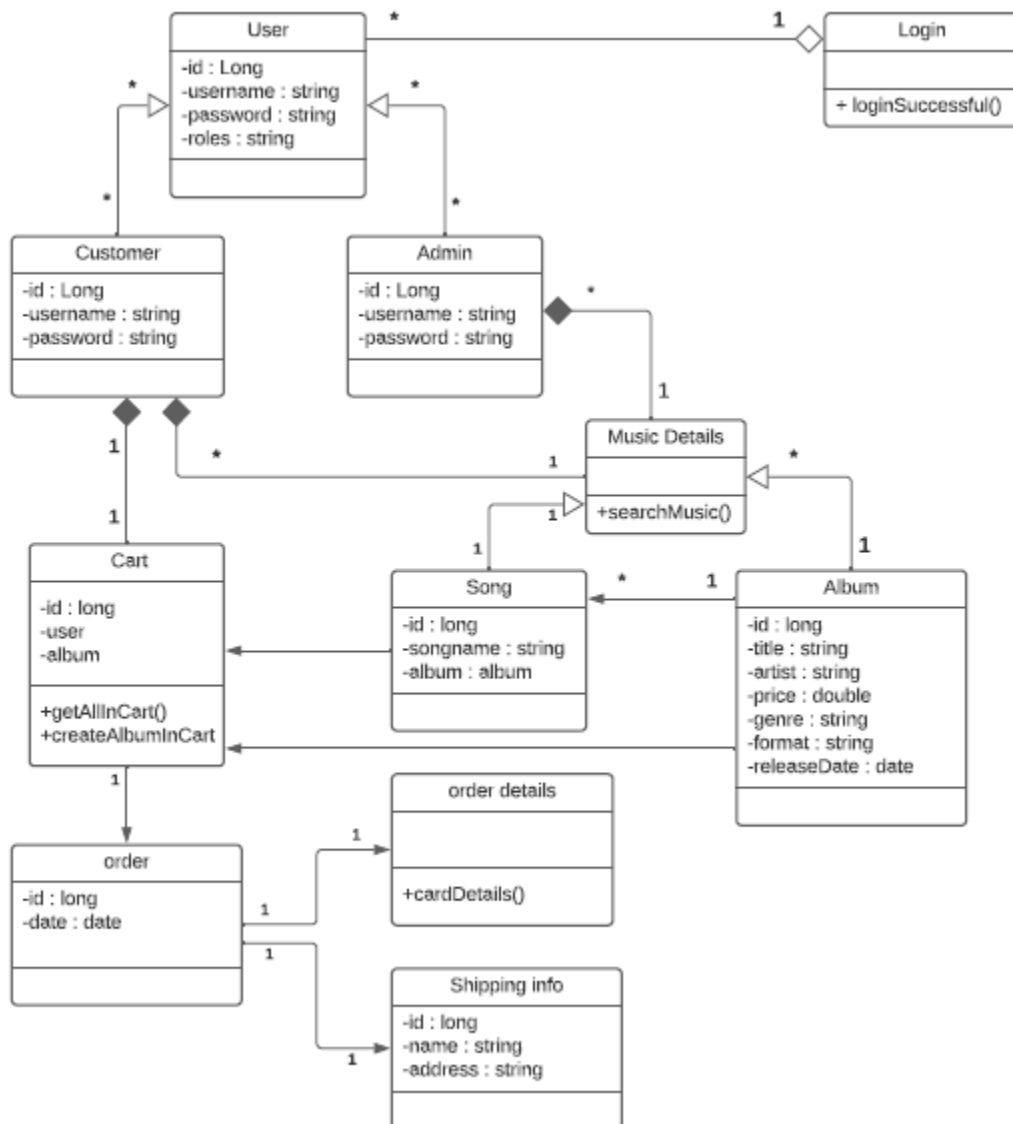 User
-id : Long
-username : string
-password : string
-roles : string
*
1
Login
+ loginSuccessful()
*
*
*
*
Customer
-id : Long
-username : string
-password : string
Admin
-id : Long
-username : string
-password : string
*
1
1
*
1
Music Details
+searchMusic()
*
1
1
1
1
Cart
-id : long
-user
-album
+getAllInCart()
+createAlbumInCart
Song
-id : long
-songname : string
-album : album
*
1
Album
-id : long
-title : string
-artist : string
-price : double
-genre : string
-format : string
-releaseDate : date
1
order
-id : long
-date : date
1
1
order details
+cardDetails()
1
1
Shipping info
-id : long
-name : string
-address : string